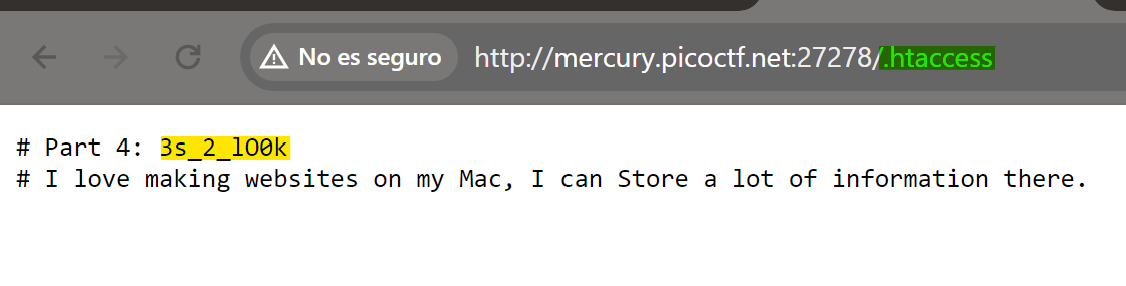 No es seguro http://mercury.picoctf.net:27278/.htaccess
# Part 4: 3s_2_lO0k
# I love making websites on my Mac, I can Store a lot of information there.